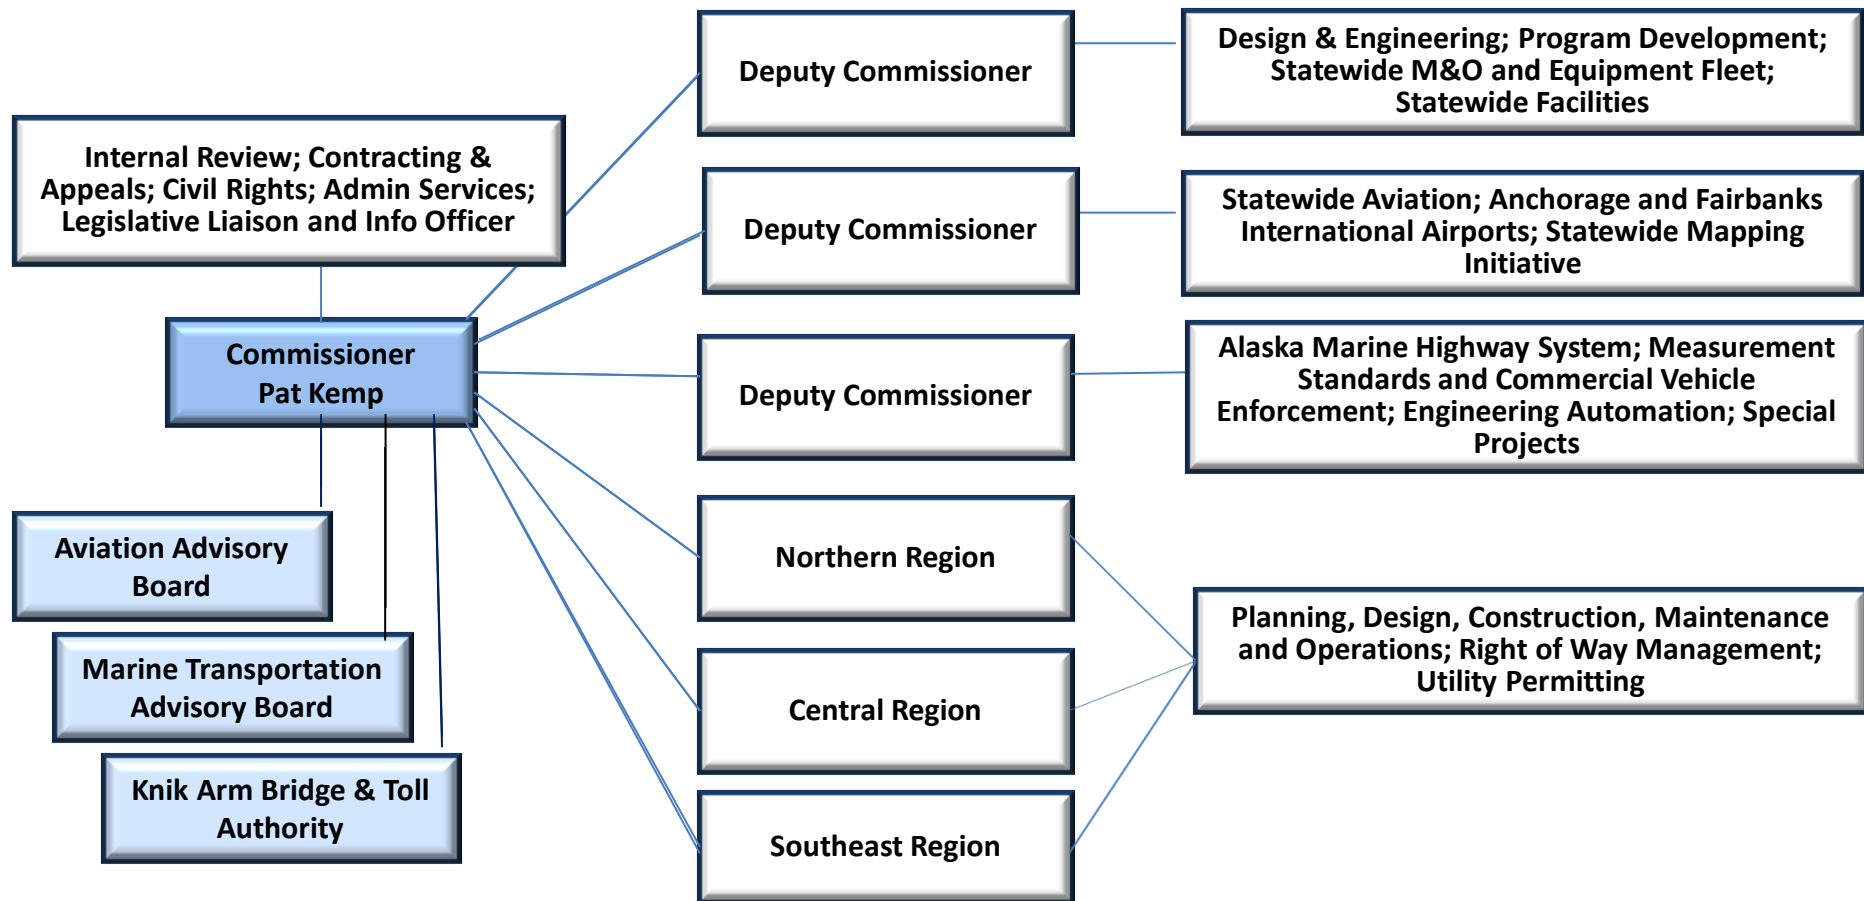 Deputy Commissioner
Design & Engineering; Program Development;
Statewide M&O and Equipment Fleet;
Statewide Facilities
Internal Review; Contracting &
Appeals; Civil Rights; Admin Services;
Legislative Liaison and Info Officer
Deputy Commissioner
Statewide Aviation; Anchorage and Fairbanks
International Airports; Statewide Mapping
Initiative
Commissioner
Pat Kemp
Deputy Commissioner
Alaska Marine Highway System; Measurement
Standards and Commercial Vehicle
Enforcement; Engineering Automation; Special
Projects
Aviation Advisory
Board
Northern Region
Marine Transportation
Advisory Board
Central Region
Planning, Design, Construction, Maintenance
and Operations; Right of Way Management;
Utility Permitting
Knik Arm Bridge & Toll
Authority
Southeast Region